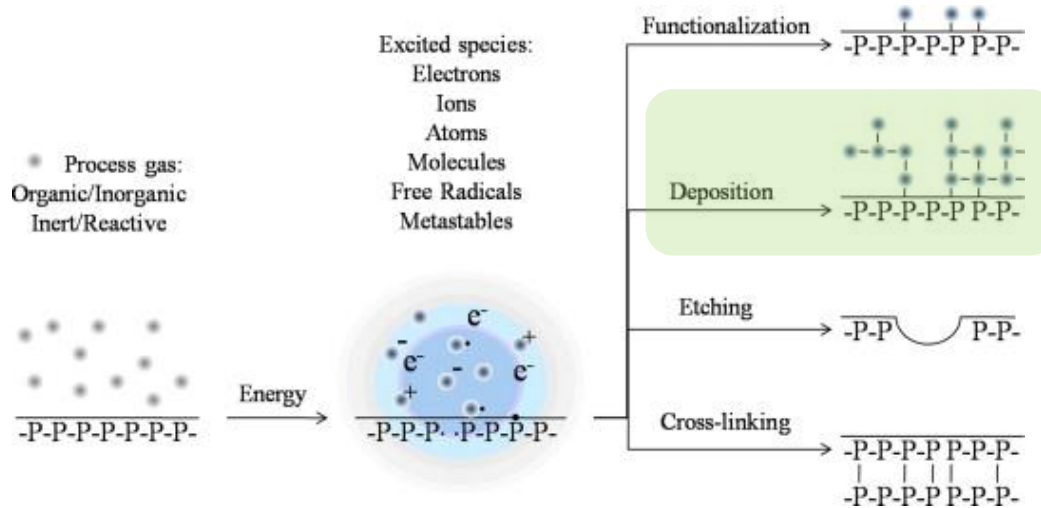 Process gas:
Organic/Inorganic
Inert/Reactive
-P-P-P-P-P-P-P-
Energy
Excited species:
Electrons
Ions
Atoms
Molecules
Free Radicals
Metastables
e-
-
+
e-
-
e-
+
-P-P-P··P-P-P-P-
Functionalization
-P-P-P-P-P P-P-
Deposition
-P-P-P-P-P P-P-
Etching
-P-P P-P-
Cross-linking
-P-P-P-P P-P-P-
-P-P-P-P P-P-P-